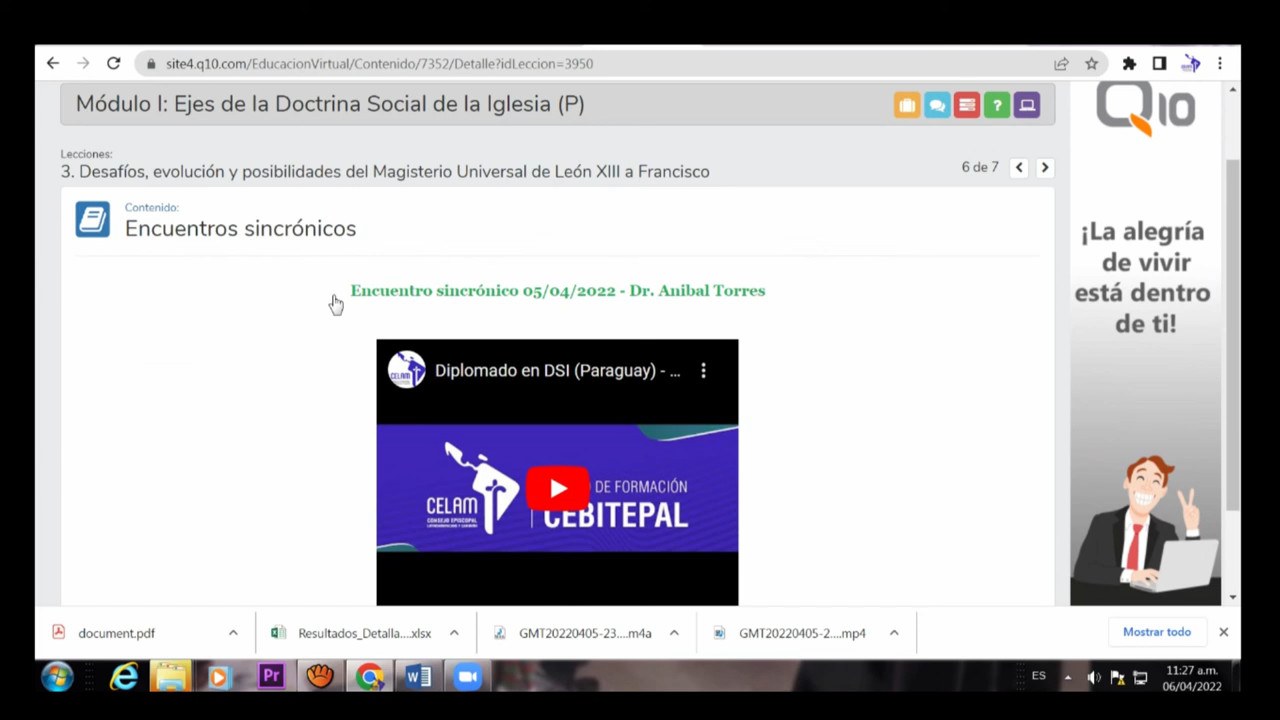 site4.q10.com/EducacionVirtual/Contenido/7352/Detalle?idLeccion=3950
Módulo I: Ejes de la Doctrina Social de la Iglesia (P)
Q10
Lecciones:
3. Desafíos, evolución y posibilidades del Magisterio Universal de León XIII a Francisco
6 de 7
Contenido:
Encuentros sincrónicos
¡La alegría
de vivir
está dentro
de ti!
Encuentro sincrónico 05/04/2022 - Dr. Anibal Torres
Diplomado en DSI (Paraguay) - ...
CELAM
CONSEJO EPISCOPAL
DE FORMACIÓN
CEBITEPAL
document.pdf
Resultados_Detalla....xlsx
GMT20220405-23....m4a
GMT20220405-2....mp4
Mostrar todo
Pr
W
ES
11:27 a.m.
06/04/2022